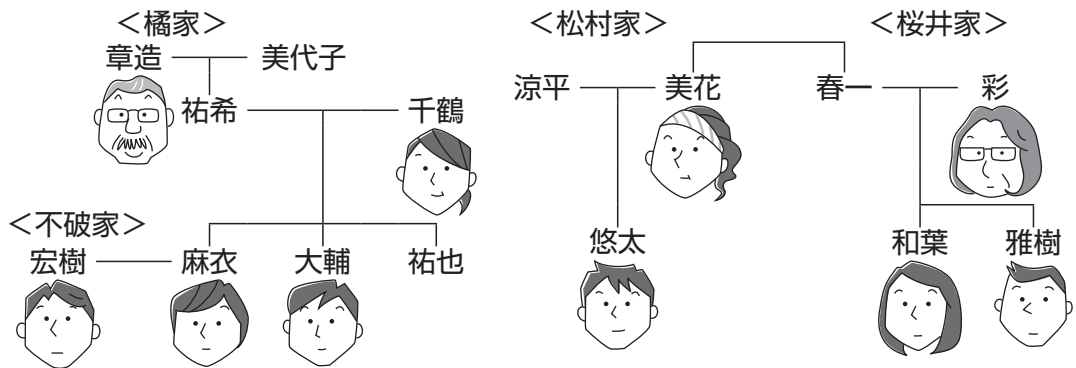 ＜橘家＞
章造
美代子
祐希
千鶴
＜不破家＞
宏樹
麻衣
大輔
祐也
＜松村家＞
涼平
美花
悠太
＜桜井家＞
春一
彩
和葉
雅樹